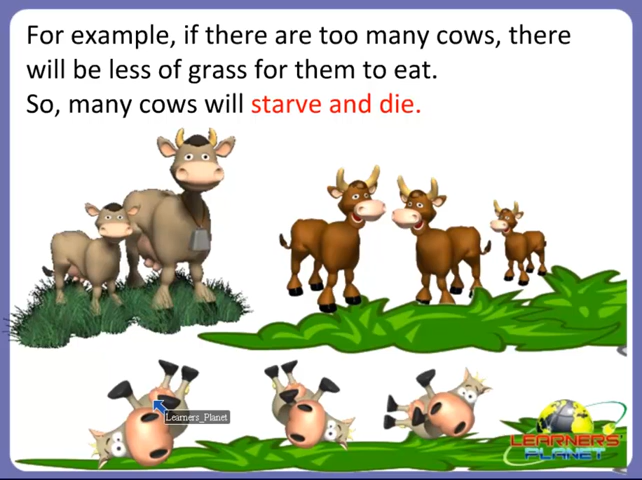 For example, if there are too many cows, there
will be less of grass for them to eat.
So, many cows will starve and die.
Learners_Planet
LEARNERS'
PLANET